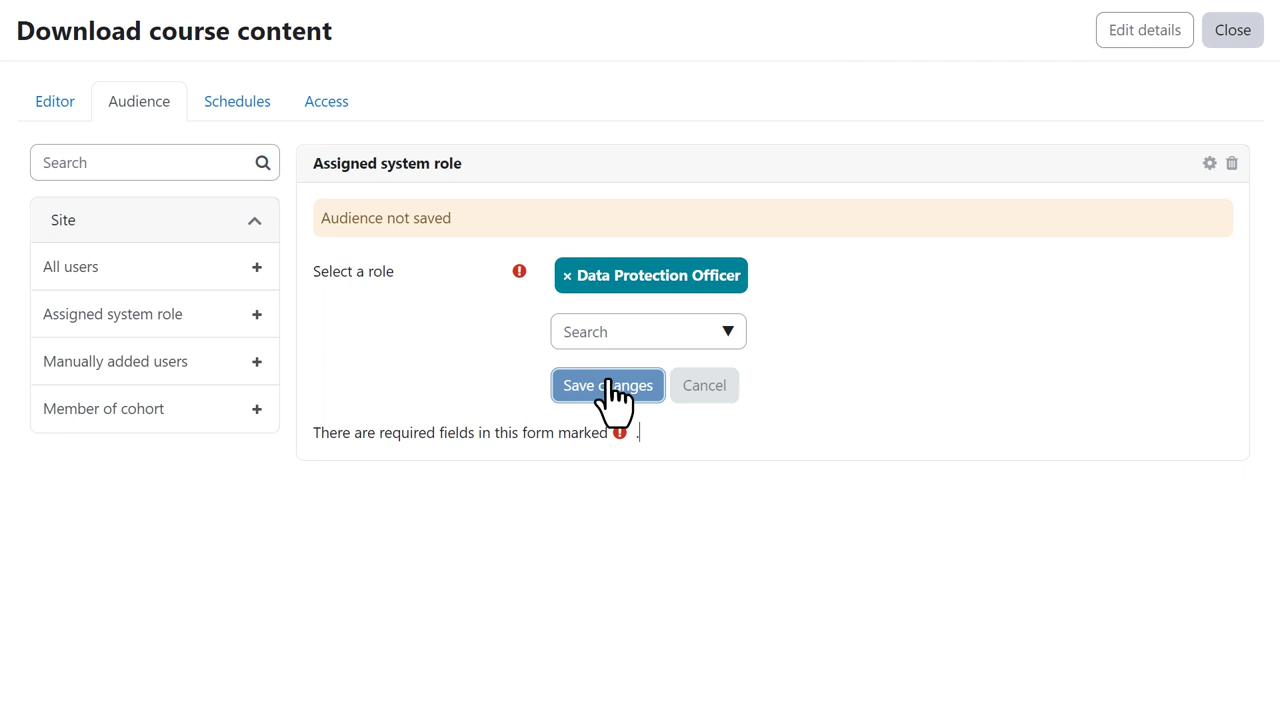 Download course content
Edit details
Close
Editor
Audience
Schedules
Access
Search
Site
All users
Assigned system role
Manually added users
Member of cohort
Assigned system role
Audience not saved
Select a role
× Data Protection Officer
Search
Save changes
Cancel
There are required fields in this form marked .